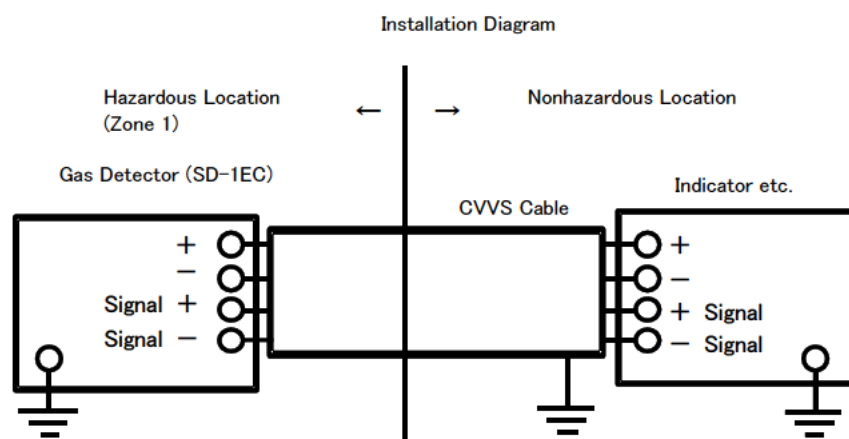 Installation Diagram
Hazardous Location
(Zone 1)
← →
Nonhazardous Location
Gas Detector (SD-1EC)
Indicator etc.
CVVS Cable
+
−
Signal +
Signal −
+
−
+ Signal
− Signal